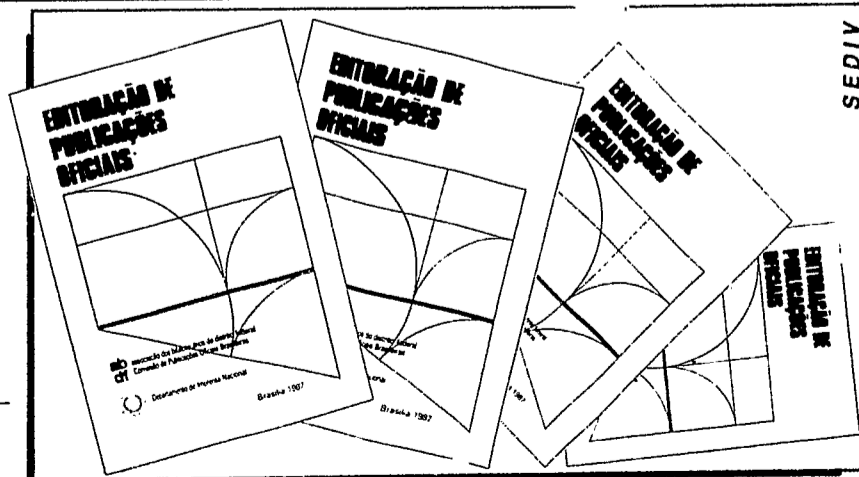 EDITORAÇÃO DE
PUBLICAÇÕES
OFICIAIS
associação dos bibliotecários do distrito federal
Comissão de Publicações Oficiais Brasileiras
Departamento de Imprensa Nacional
Brasília 1987
EDITORAÇÃO DE
PUBLICAÇÕES
OFICIAIS
Brasília 1987
EDITORAÇÃO DE
PUBLICAÇÕES
OFICIAIS
1987
EDITORAÇÃO DE
PUBLICAÇÕES
OFICIAIS
SEDIV